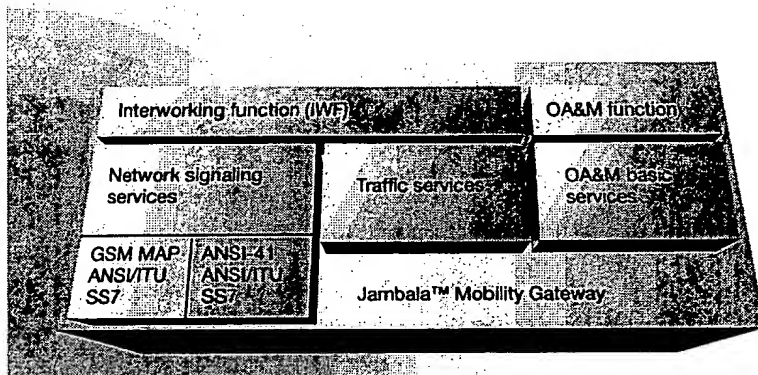 Interworking function (IWF)
OA&M function
Network signaling
services
Traffic services
OA&M basic
services
GSM MAP
ANSI/ITU
SS7
ANSI-41
ANSI/ITU
SS7
Jambala™ Mobility Gateway